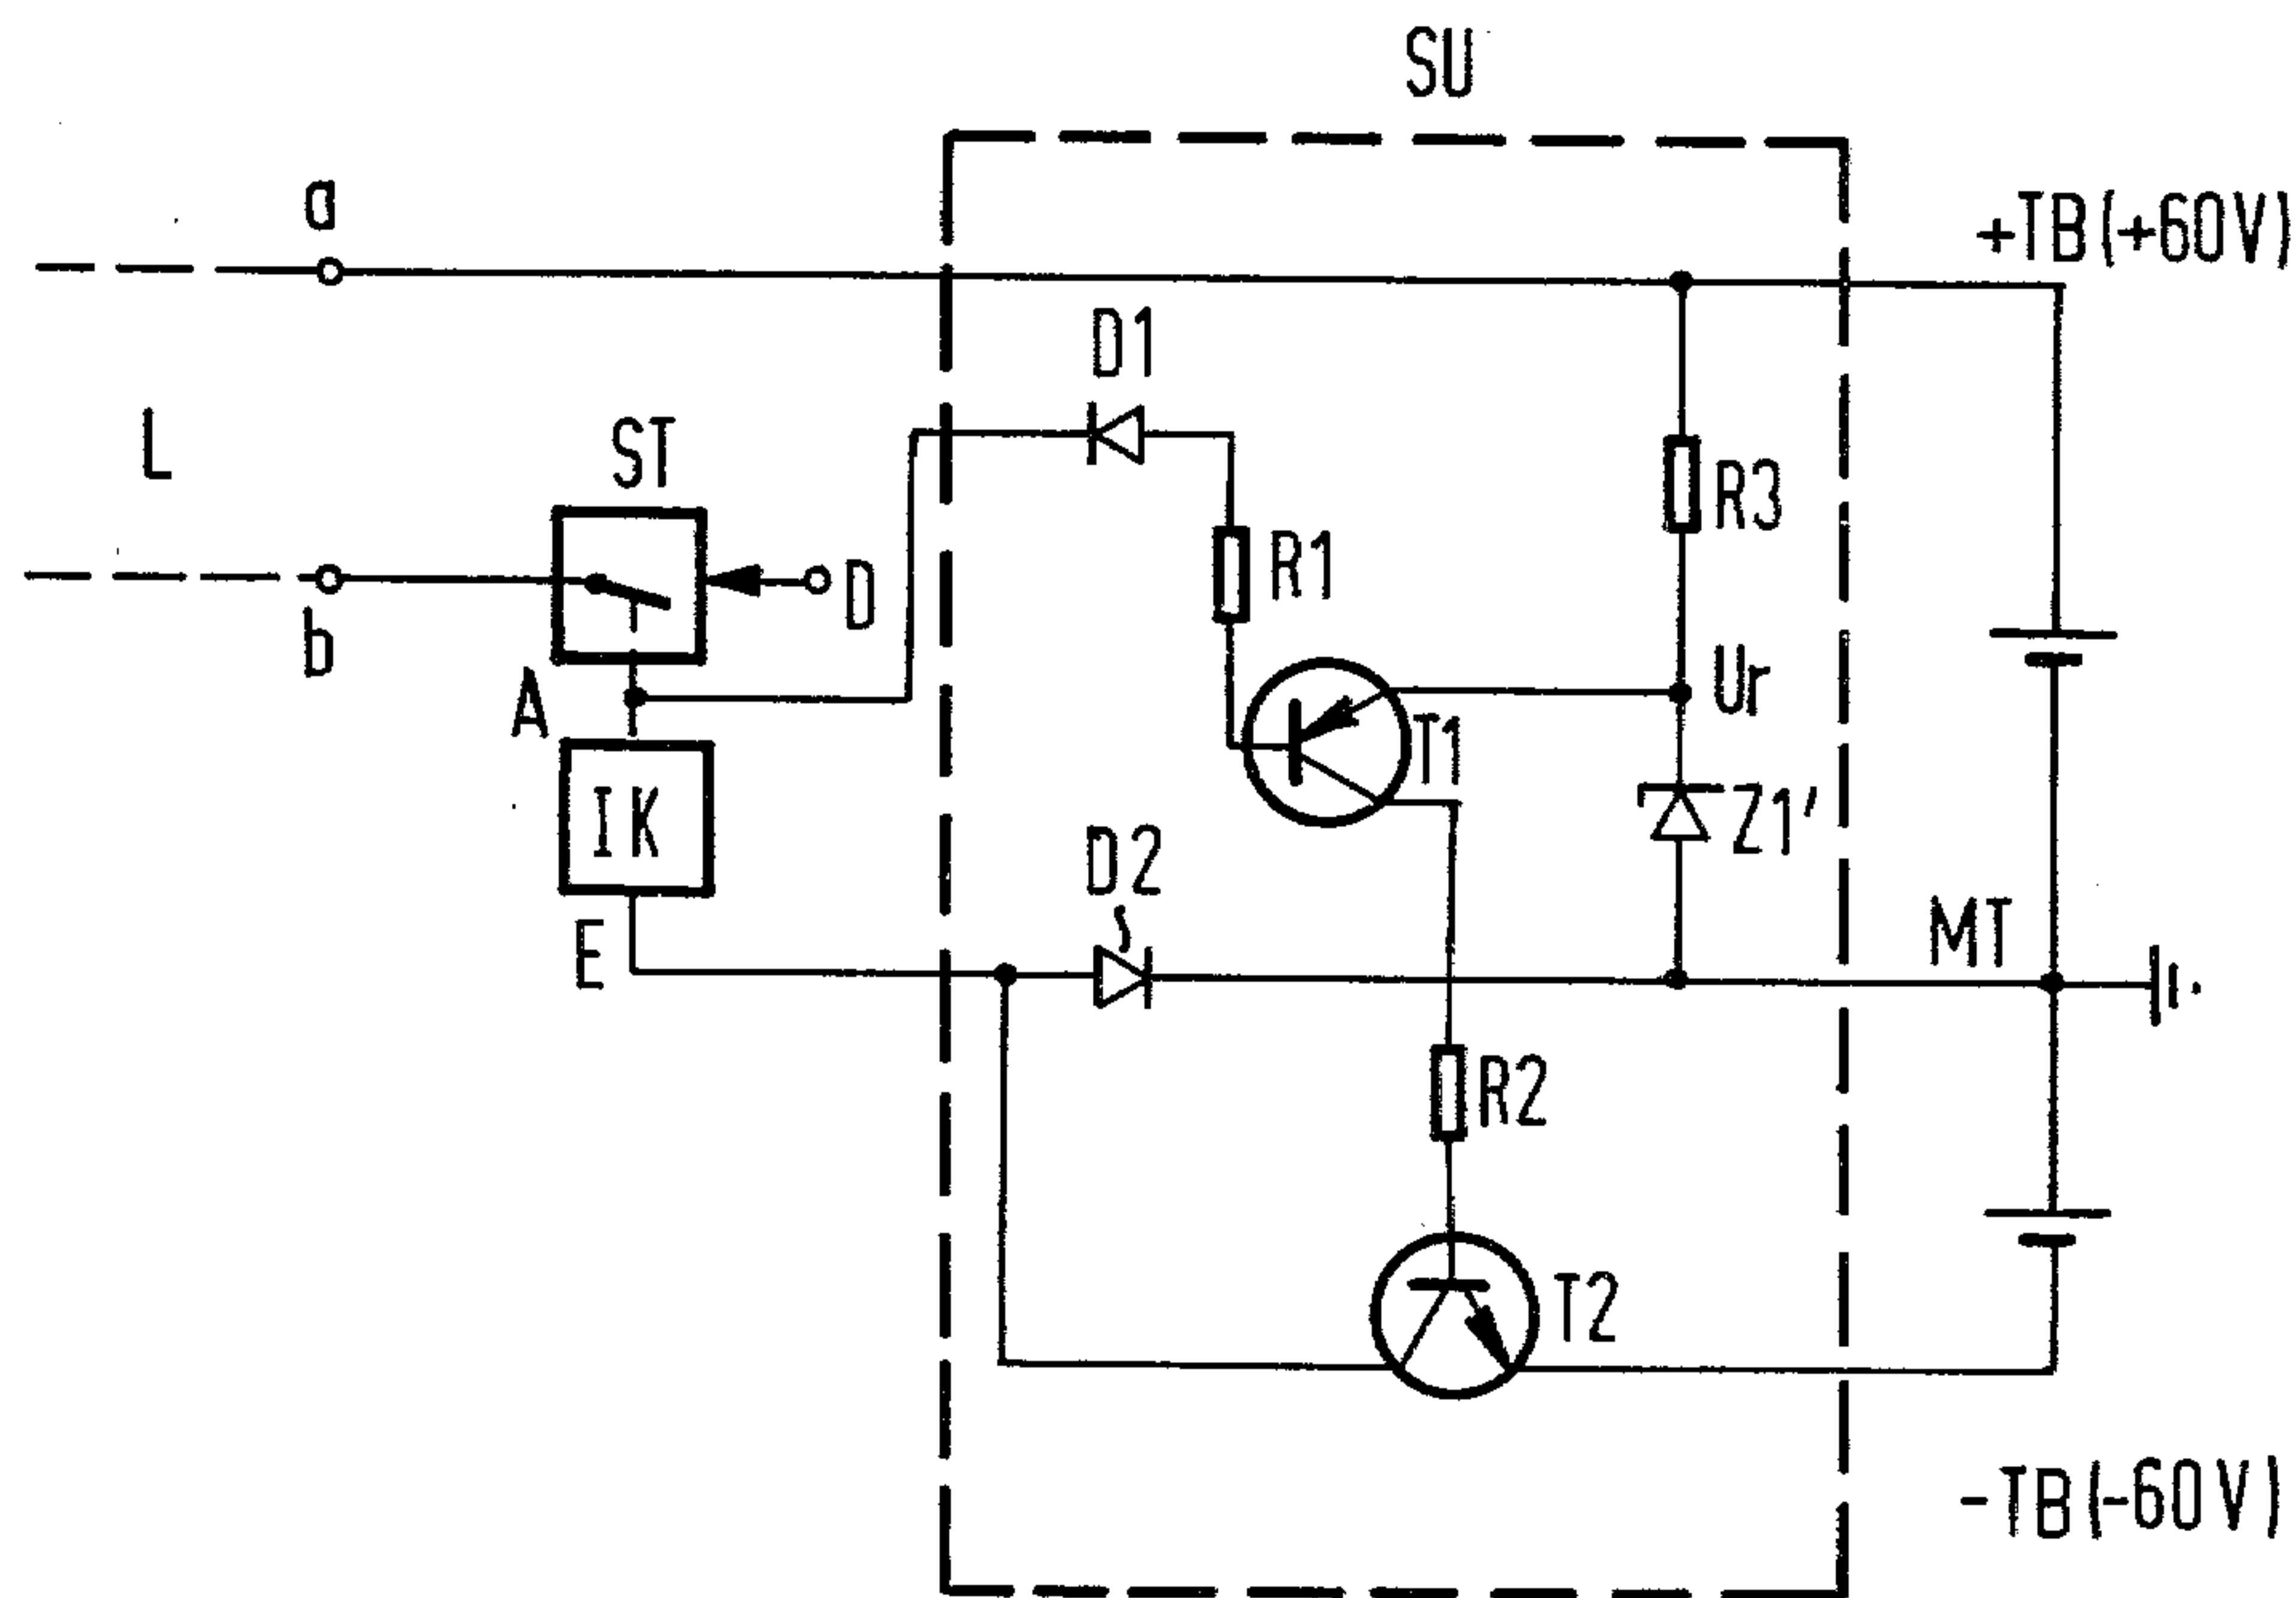 SU
a
+TB(+60V)
D1
L
ST
R3
R1
D
b
Ur
A
T1
IK
Z1'
D2
MT
E
R2
T2
-TB(-60V)